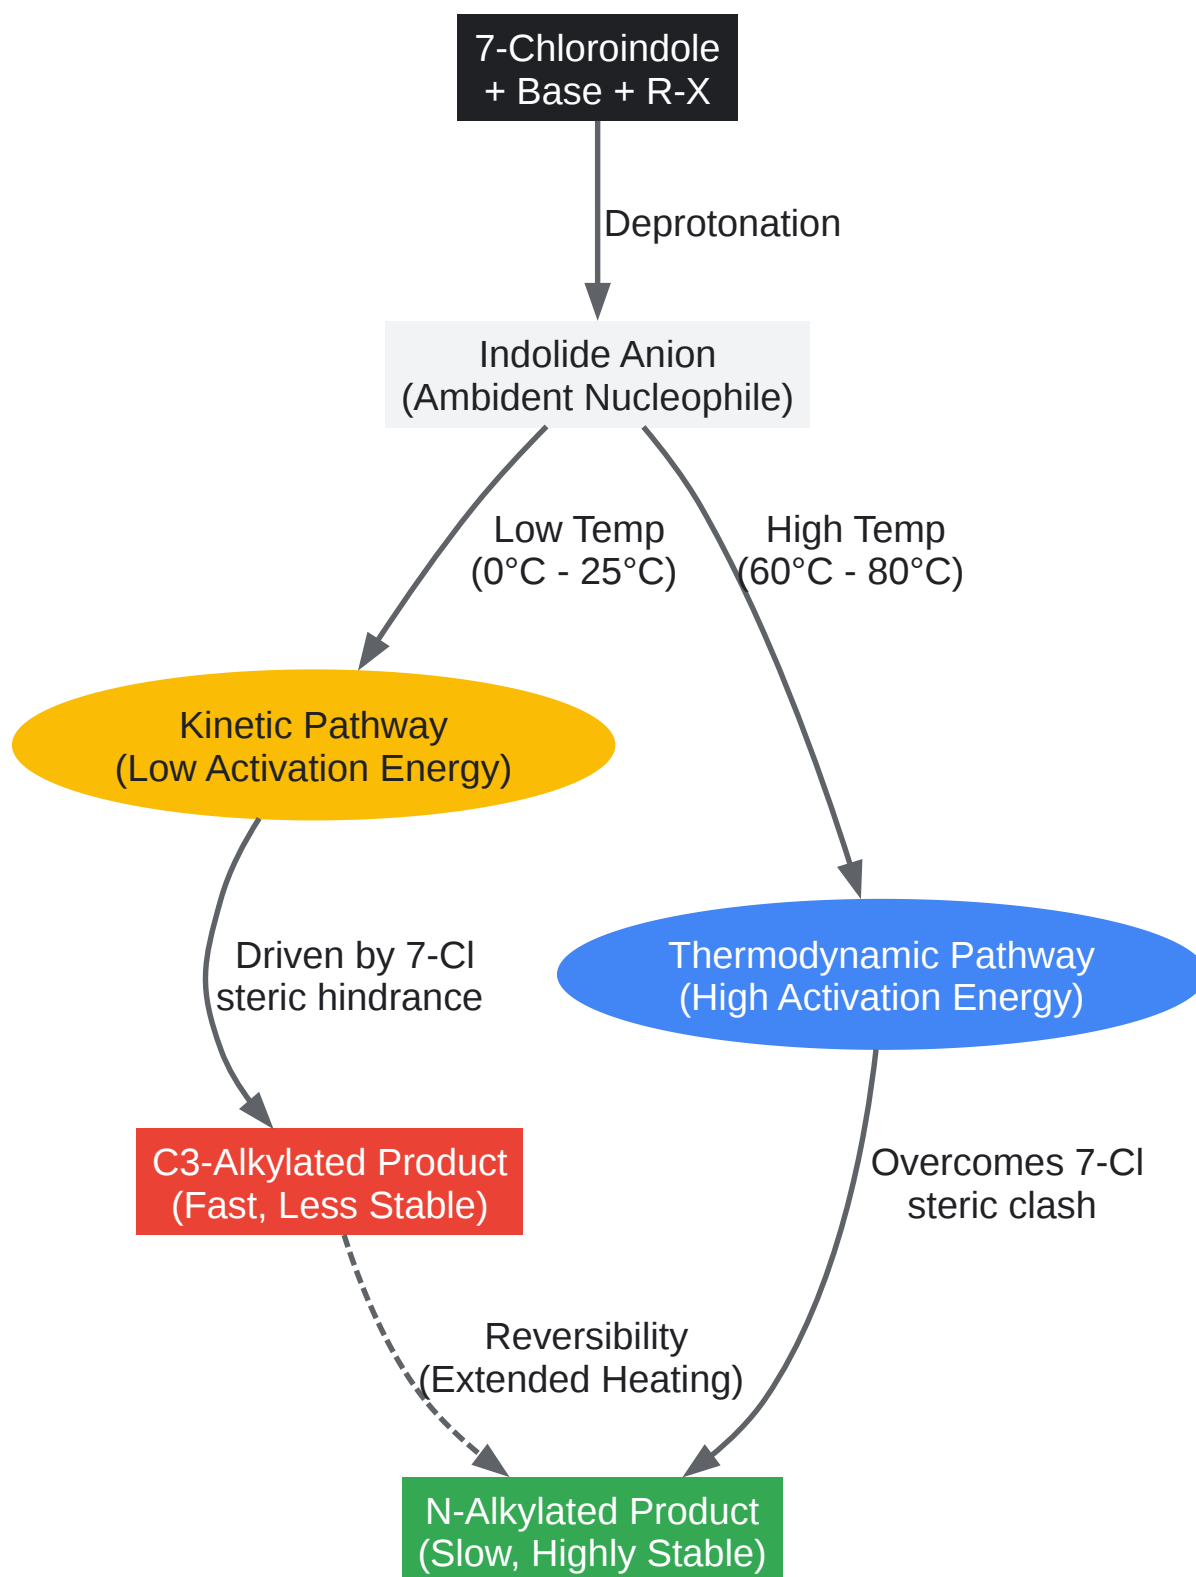 7-Chloroindole
+ Base + R-X
Deprotonation
Indolide Anion
(Ambident Nucleophile)
Low Temp
(0°C - 25°C)
High Temp
(60°C - 80°C)
Kinetic Pathway
(Low Activation Energy)
Driven by 7-Cl
steric hindrance
Thermodynamic Pathway
(High Activation Energy)
C3-Alkylated Product
(Fast, Less Stable)
Overcomes 7-Cl
steric clash
Reversibility
(Extended Heating)
N-Alkylated Product
(Slow, Highly Stable)